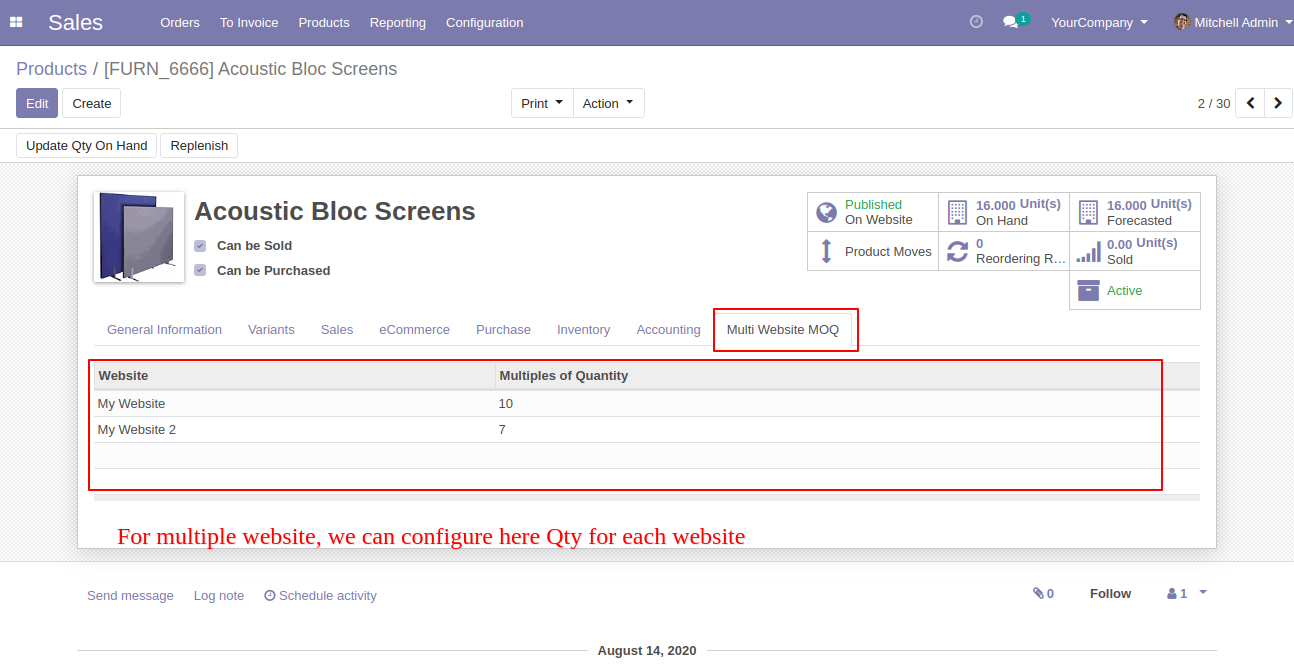 Sales Orders To Invoice Products Reporting Configuration 1 YourCompany Mitchell Admin
Products / [FURN_6666] Acoustic Bloc Screens
Edit Create Print Action 2 / 30
Update Qty On Hand Replenish
Acoustic Bloc Screens
Can be Sold
Can be Purchased
Published
On Website
16.000 Unit(s)
On Hand
16.000 Unit(s)
Forecasted
Product Moves
0
Reordering R...
0.00 Unit(s)
Sold
Active
General Information Variants Sales eCommerce Purchase Inventory Accounting Multi Website MOQ
Website Multiples of Quantity
My Website 10
My Website 2 7
For multiple website, we can configure here Qty for each website
Send message Log note Schedule activity 0 Follow 1
August 14, 2020